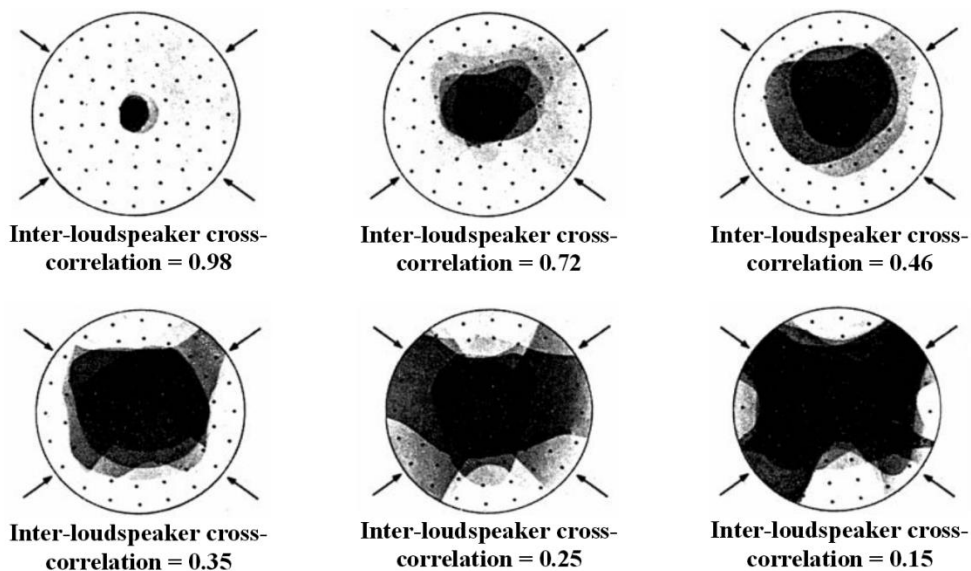 Inter-loudspeaker cross-
correlation = 0.98
Inter-loudspeaker cross-
correlation = 0.72
Inter-loudspeaker cross-
correlation = 0.46
Inter-loudspeaker cross-
correlation = 0.35
Inter-loudspeaker cross-
correlation = 0.25
Inter-loudspeaker cross-
correlation = 0.15